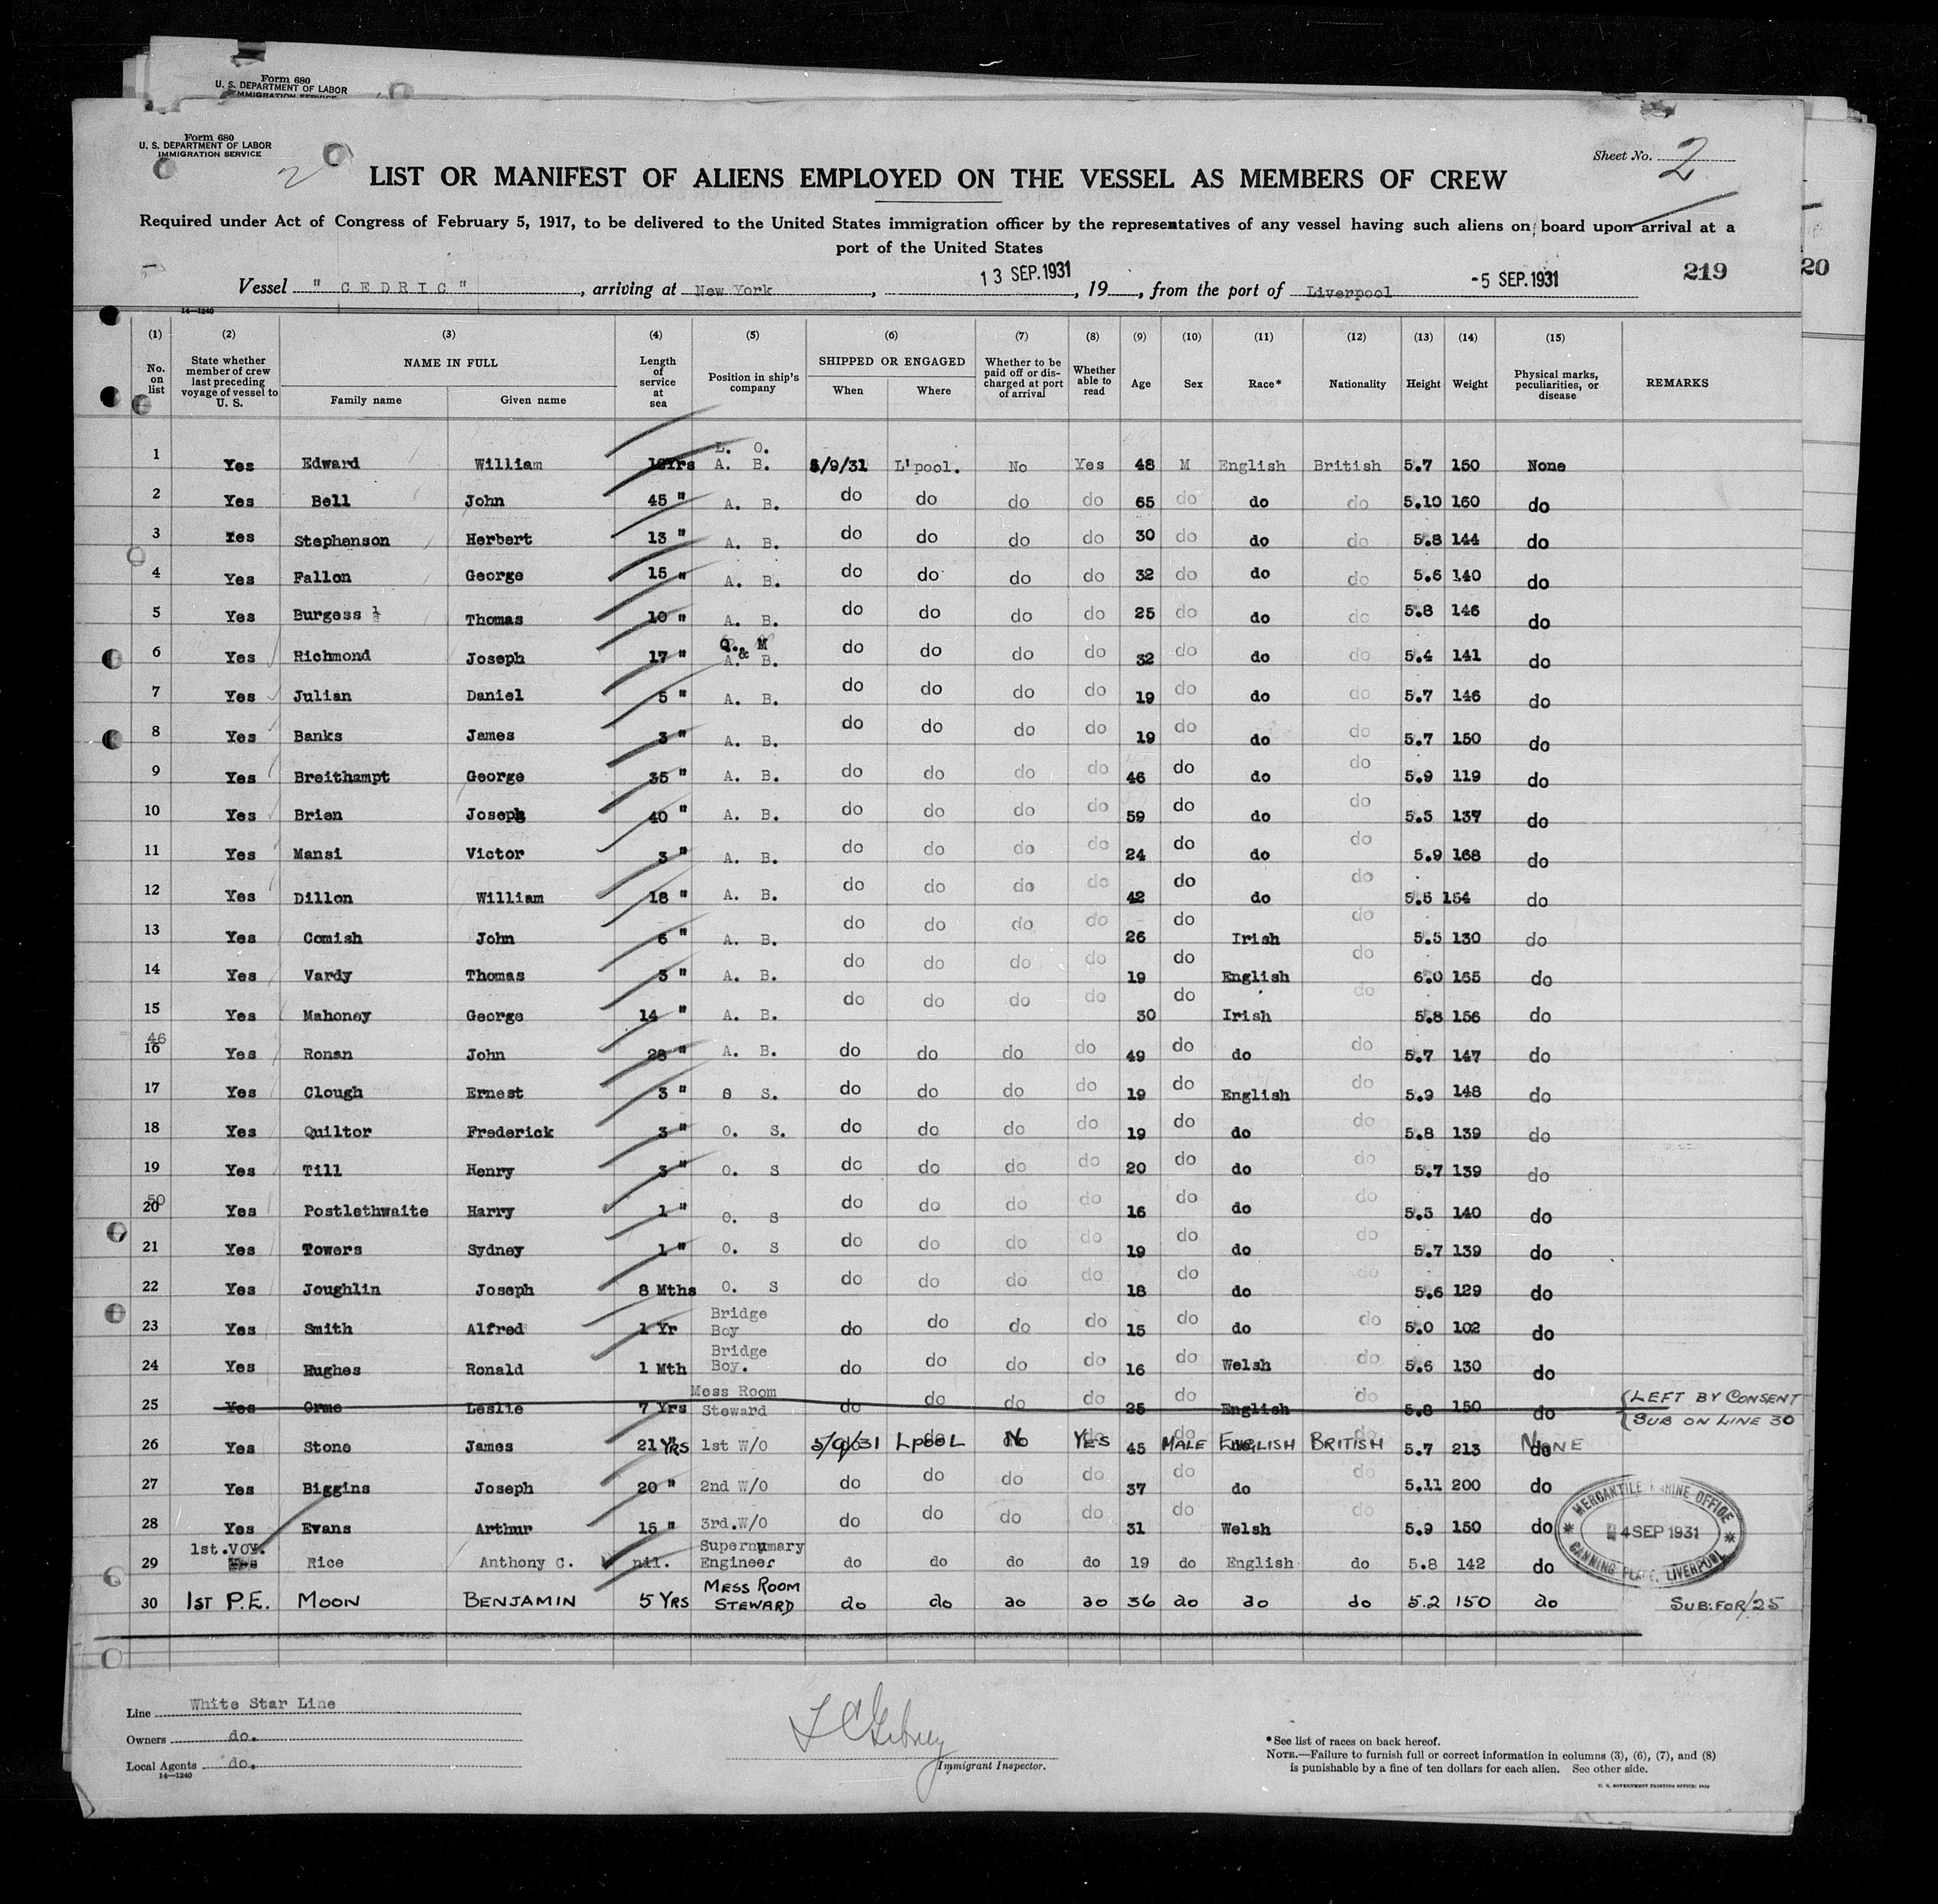 Form 680
U. S. DEPARTMENT OF LABOR
IMMIGRATION SERVICE
Form 680
U. S. DEPARTMENT OF LABOR
IMMIGRATION SERVICE
2
Sheet No. 2
LIST OR MANIFEST OF ALIENS EMPLOYED ON THE VESSEL AS MEMBERS OF CREW
Required under Act of Congress of February 5, 1917, to be delivered to the United States immigration officer by the representatives of any vessel having such aliens on board upon arrival at a
port of the United States
219 20
Vessel "CEDRIC", arriving at New York, 13 SEP. 1931, 19, from the port of Liverpool -5 SEP. 1931
14—1240
(1) (2) (3) (4) (5) (6) (7) (8) (9) (10) (11) (12) (13) (14) (15)
No. on list State whether member of crew last preceding voyage of vessel to U. S. NAME IN FULL Family name Given name Length of service at sea Position in ship's company SHIPPED OR ENGAGED When Where Whether to be paid off or discharged at port of arrival Whether able to read Age Sex Race* Nationality Height Weight Physical marks, peculiarities, or disease REMARKS
1 Yes Edward William Yrs L. O. A. B. 5/9/31 L'pool. No Yes 48 M English British 5.7 150 None
2 Yes Bell John 45 " A. B. do do do do 65 do do do 5.10 160 do
3 Yes Stephenson Herbert 13 " A. B. do do do do 30 do do do 5.8 144 do
4 Yes Fallon George 15 " A. B. do do do do 32 do do do 5.6 140 do
5 Yes Burgess Thomas 10 " A. B. do do do do 25 do do do 5.8 146 do
6 Yes Richmond Joseph 17 " Q. M & A. B. do do do do 32 do do do 5.4 141 do
7 Yes Julian Daniel 5 " A. B. do do do do 19 do do do 5.7 146 do
8 Yes Banks James 3 " A. B. do do do do 19 do do do 5.7 150 do
9 Yes Breithampt George 35 " A. B. do do do do 46 do do do 5.9 119 do
10 Yes Brien Joseph 40 " A. B. do do do do 59 do do do 5.5 137 do
11 Yes Mansi Victor 3 " A. B. do do do do 24 do do do 5.9 168 do
12 Yes Dillon William 18 " A. B. do do do do 42 do do do 5.5 154 do
13 Yes Comish John 6 " A. B. do do do do 26 do Irish do 5.5 130 do
14 Yes Vardy Thomas 3 " A. B. do do do do 19 do English do 6.0 165 do
15 Yes Mahoney George 14 " A. B. do do do do 30 do Irish do 5.8 156 do
46
16 Yes Ronan John 28 " A. B. do do do do 49 do do do 5.7 147 do
17 Yes Clough Ernest 3 " O S. do do do do 19 do English do 5.9 148 do
18 Yes Quiltor Frederick 3 " O. S. do do do do 19 do do do 5.8 139 do
19 Yes Till Henry 3 " O. S do do do do 20 do do do 5.7 139 do
50
20 Yes Postlethwaite Harry 1 " O. S do do do do 16 do do do 5.5 140 do
21 Yes Towers Sydney 1 " O. S do do do do 19 do do do 5.7 139 do
22 Yes Joughlin Joseph 8 Mths O. S do do do do 18 do do do 5.6 129 do
23 Yes Smith Alfred 1 Yr Bridge Boy do do do do 15 do do do 5.0 102 do
24 Yes Hughes Ronald 1 Mth Bridge Boy. do do do do 16 do Welsh do 5.6 130 do
25 Yes Orme Leslie 7 Yrs Mess Room Steward do do do do 25 do English do 5.8 150 do LEFT BY CONSENT SUB ON LINE 30
26 Yes Stone James 21 YRS 1st W/O 5/9/31 LPOOL No YES 45 MALE ENGLISH BRITISH 5.7 213 NONE
27 Yes Biggins Joseph 20 " 2nd W/O do do do do 37 do do do 5.11 200 do
28 Yes Evans Arthur 15 " 3rd.W/O do do do do 31 do Welsh do 5.9 150 do
29 1st.VOY. Yes Rice Anthony C. nil. Supernumary Engineer do do do do 19 do English do 5.8 142 do
30 1ST P.E. MOON BENJAMIN 5 YRS MESS ROOM STEWARD do do do do 36 do do do 5.2 150 do SUB: FOR/25
MERCANTILE MARINE OFFICE
4 SEP 1931
CANNING PLACE, LIVERPOOL
Line White Star Line
Owners do.
Local Agents do.
14—1240
Immigrant Inspector.
*See list of races on back hereof.
NOTE.—Failure to furnish full or correct information in columns (3), (6), (7), and (8)
is punishable by a fine of ten dollars for each alien. See other side.